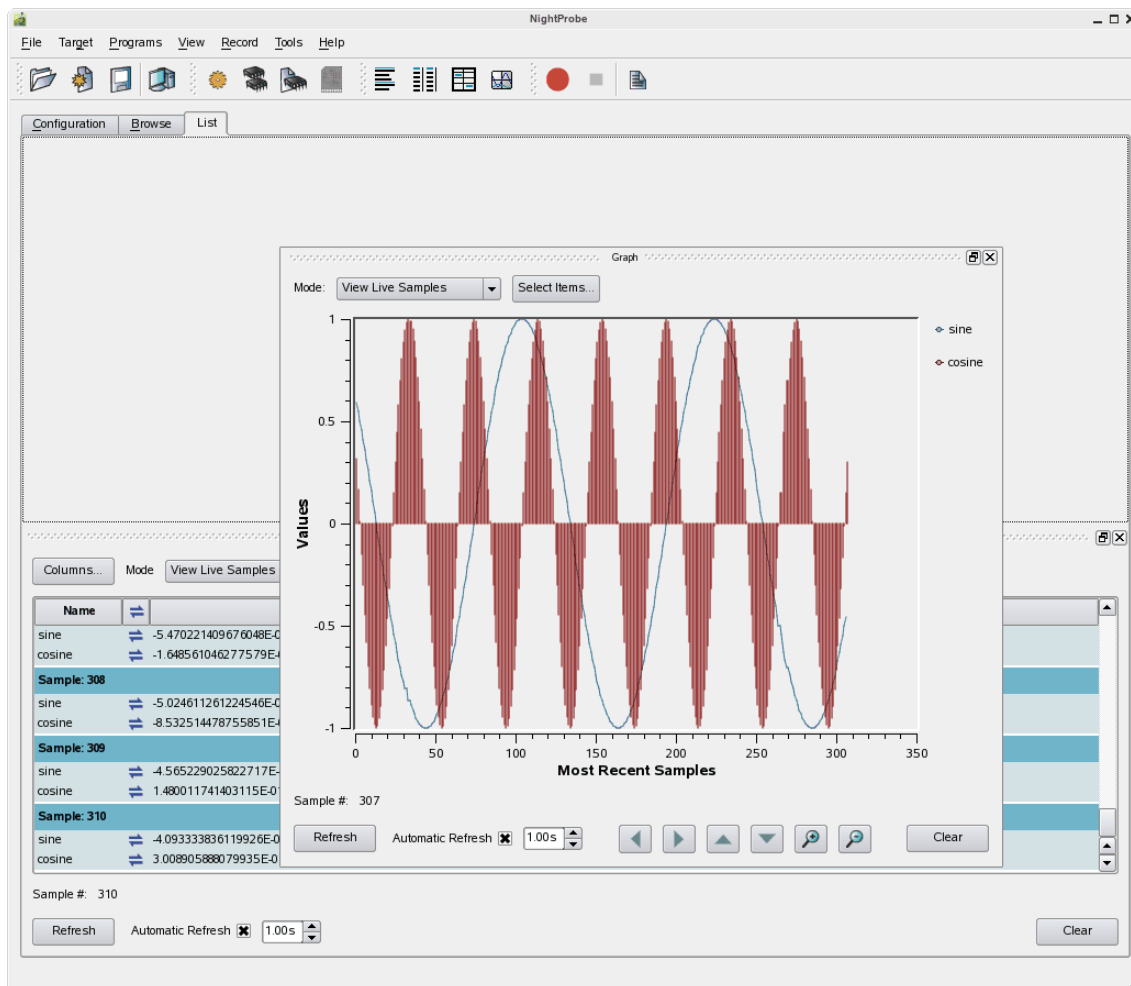 NightProbe
File Target Programs View Record Tools Help
Configuration Browse List
Graph
Mode: View Live Samples Select Items...
1
0.5
0
-0.5
-1
Values
sine
cosine
0 50 100 150 200 250 300 350
Most Recent Samples
Sample #: 307
Refresh Automatic Refresh 1.00s Clear
Columns... Mode View Live Samples
Name
sine -5.470221409676048E-0
cosine -1.648561046277579E-
Sample: 308
sine -5.024611261224546E-0
cosine -8.532514478755851E-
Sample: 309
sine -4.565229025822717E-
cosine 1.480011741403115E-01
Sample: 310
sine -4.093333836119926E-0
cosine 3.008905888079935E-0
Sample #: 310
Refresh Automatic Refresh 1.00s Clear